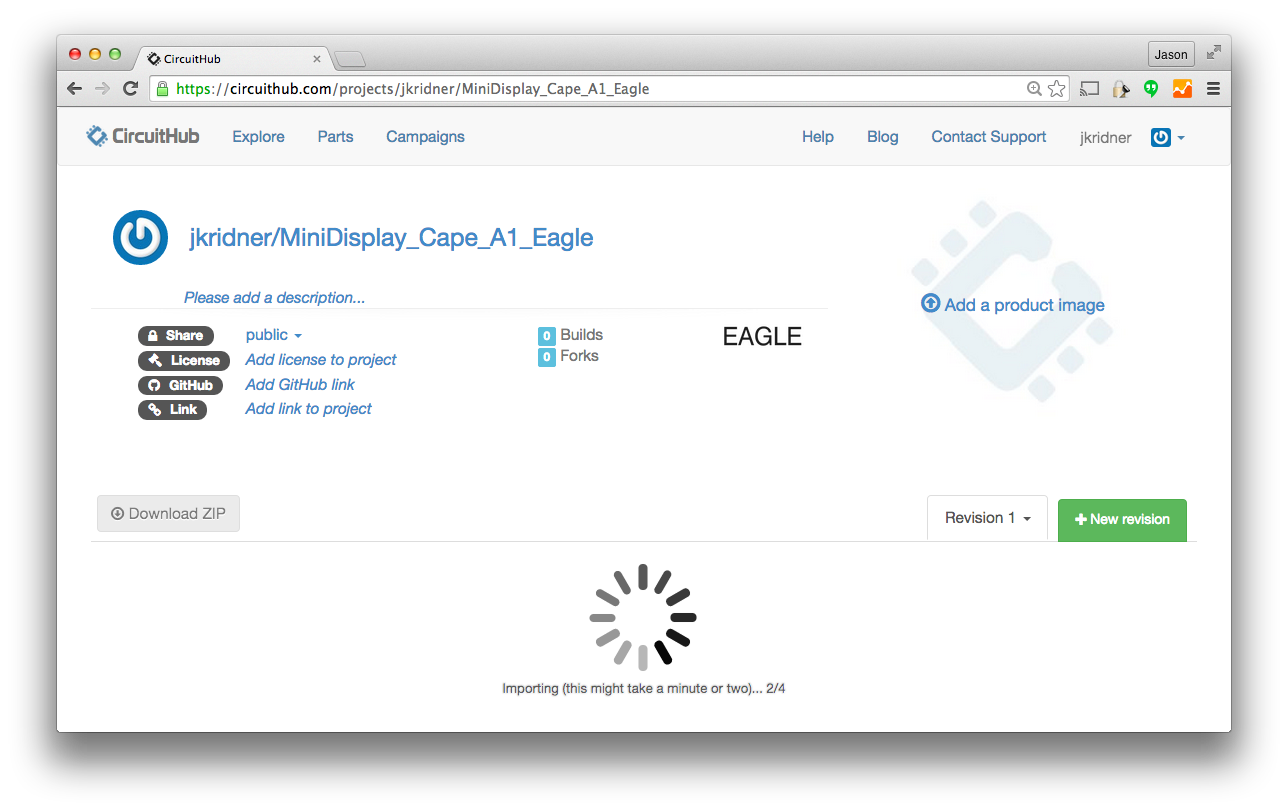 CircuitHub
Jason
https://circuithub.com/projects/jkridner/MiniDisplay_Cape_A1_Eagle
CircuitHub Explore Parts Campaigns Help Blog Contact Support jkridner
jkridner/MiniDisplay_Cape_A1_Eagle
Please add a description...
Add a product image
Share public
License Add license to project
GitHub Add GitHub link
Link Add link to project
0 Builds
0 Forks
EAGLE
Download ZIP
Revision 1
New revision
Importing (this might take a minute or two)... 2/4